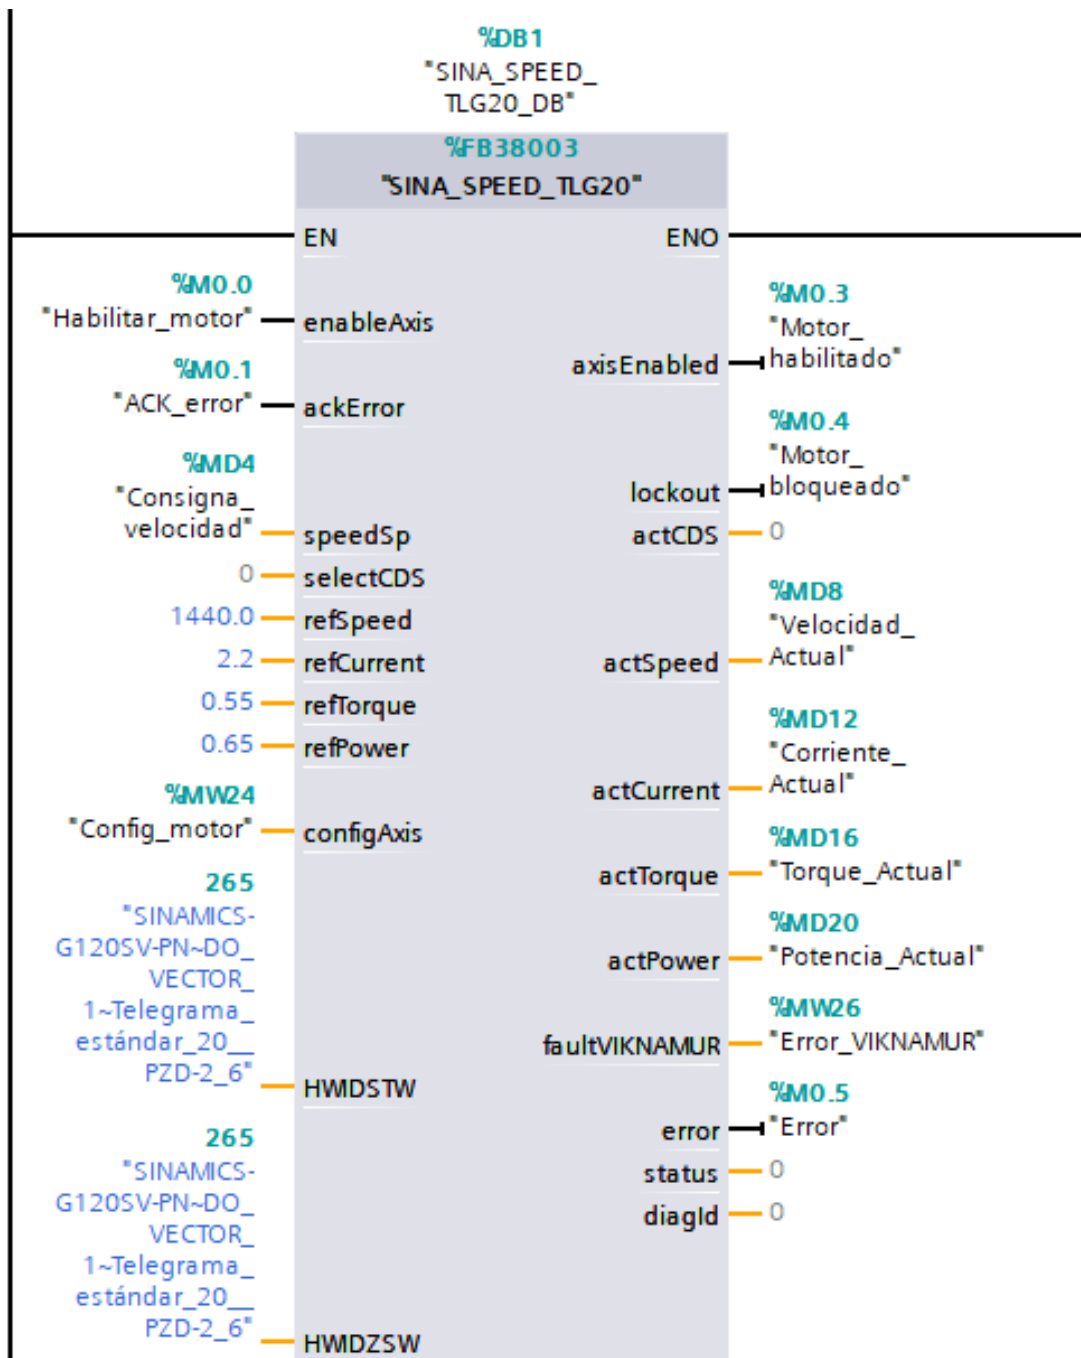 %DB1
"SINA_SPEED_
TLG20_DB"
%FB38003
"SINA_SPEED_TLG20"
EN
ENO
%M0.0
"Habilitar_motor"
enableAxis
%M0.1
"ACK_error"
ackError
%MD4
"Consigna_
velocidad"
speedSp
0
selectCDS
1440.0
refSpeed
2.2
refCurrent
0.55
refTorque
0.65
refPower
%MW24
"Config_motor"
configAxis
265
"SINAMICS-
G120SV-PN~DO_
VECTOR_
1~Telegrama_
estándar_20__
PZD-2_6"
HWIDSTW
265
"SINAMICS-
G120SV-PN~DO_
VECTOR_
1~Telegrama_
estándar_20__
PZD-2_6"
HWIDZSW
%M0.3
"Motor_
habilitado"
axisEnabled
%M0.4
"Motor_
bloqueado"
lockout
actCDS
0
%MD8
"Velocidad_
Actual"
actSpeed
%MD12
"Corriente_
Actual"
actCurrent
%MD16
"Torque_Actual"
actTorque
%MD20
"Potencia_Actual"
actPower
%MW26
"Error_VIKNAMUR"
faultVIKNAMUR
%M0.5
"Error"
error
status
0
diagId
0